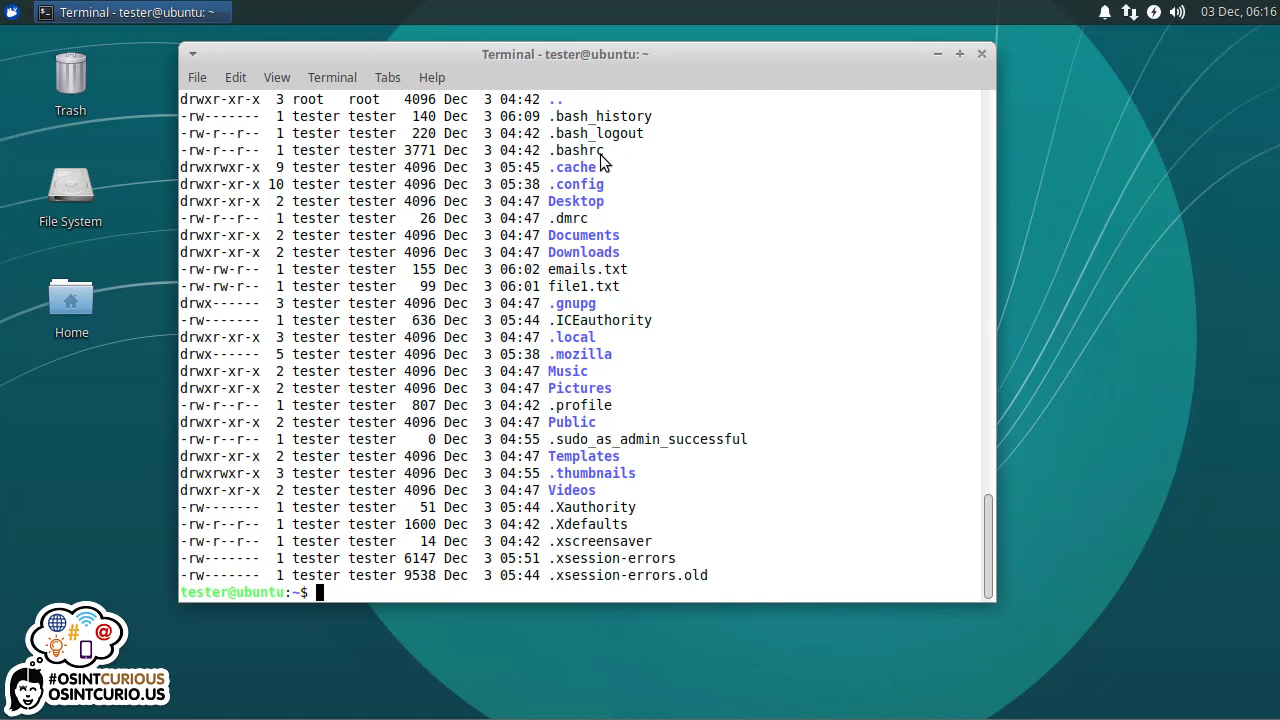 Terminal - tester@ubuntu: ~
03 Dec, 06:16
Trash
File System
Home
Terminal - tester@ubuntu: ~
File Edit View Terminal Tabs Help
drwxr-xr-x 3 root root 4096 Dec 3 04:42 ..
-rw------- 1 tester tester 140 Dec 3 06:09 .bash_history
-rw-r--r-- 1 tester tester 220 Dec 3 04:42 .bash_logout
-rw-r--r-- 1 tester tester 3771 Dec 3 04:42 .bashrc
drwxrwxr-x 9 tester tester 4096 Dec 3 05:45 .cache
drwxr-xr-x 10 tester tester 4096 Dec 3 05:38 .config
drwxr-xr-x 2 tester tester 4096 Dec 3 04:47 Desktop
-rw-r--r-- 1 tester tester 26 Dec 3 04:47 .dmrc
drwxr-xr-x 2 tester tester 4096 Dec 3 04:47 Documents
drwxr-xr-x 2 tester tester 4096 Dec 3 04:47 Downloads
-rw-rw-r-- 1 tester tester 155 Dec 3 06:02 emails.txt
-rw-rw-r-- 1 tester tester 99 Dec 3 06:01 file1.txt
drwx------ 3 tester tester 4096 Dec 3 04:47 .gnupg
-rw------- 1 tester tester 636 Dec 3 05:44 .ICEauthority
drwxr-xr-x 3 tester tester 4096 Dec 3 04:47 .local
drwx------ 5 tester tester 4096 Dec 3 05:38 .mozilla
drwxr-xr-x 2 tester tester 4096 Dec 3 04:47 Music
drwxr-xr-x 2 tester tester 4096 Dec 3 04:47 Pictures
-rw-r--r-- 1 tester tester 807 Dec 3 04:42 .profile
drwxr-xr-x 2 tester tester 4096 Dec 3 04:47 Public
-rw-r--r-- 1 tester tester 0 Dec 3 04:55 .sudo_as_admin_successful
drwxr-xr-x 2 tester tester 4096 Dec 3 04:47 Templates
drwxrwxr-x 3 tester tester 4096 Dec 3 04:55 .thumbnails
drwxr-xr-x 2 tester tester 4096 Dec 3 04:47 Videos
-rw------- 1 tester tester 51 Dec 3 05:44 .Xauthority
-rw-r--r-- 1 tester tester 1600 Dec 3 04:42 .Xdefaults
-rw-r--r-- 1 tester tester 14 Dec 3 04:42 .xscreensaver
-rw------- 1 tester tester 6147 Dec 3 05:51 .xsession-errors
-rw------- 1 tester tester 9538 Dec 3 05:44 .xsession-errors.old
tester@ubuntu:~$
# @
#OSINTCURIOUS
OSINTCURIO.US